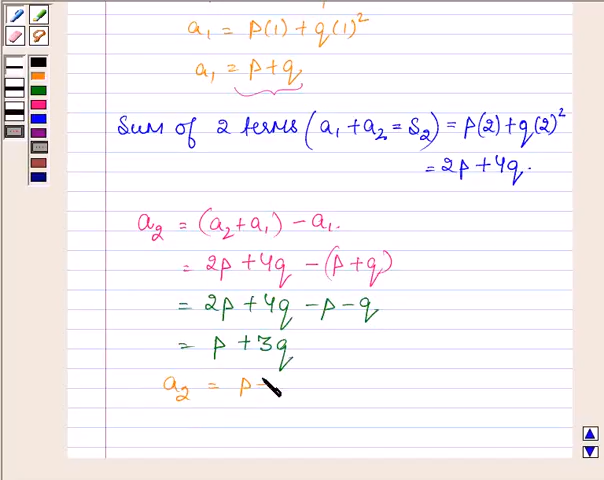 a₁ = p(1) + q(1)²
a₁ = p + q
Sum of 2 terms (a₁ + a₂ = S₂) = p(2) + q(2)²
= 2p + 4q.
a₂ = (a₂ + a₁) - a₁.
= 2p + 4q - (p + q)
= 2p + 4q - p - q
= p + 3q
a₂ = p -